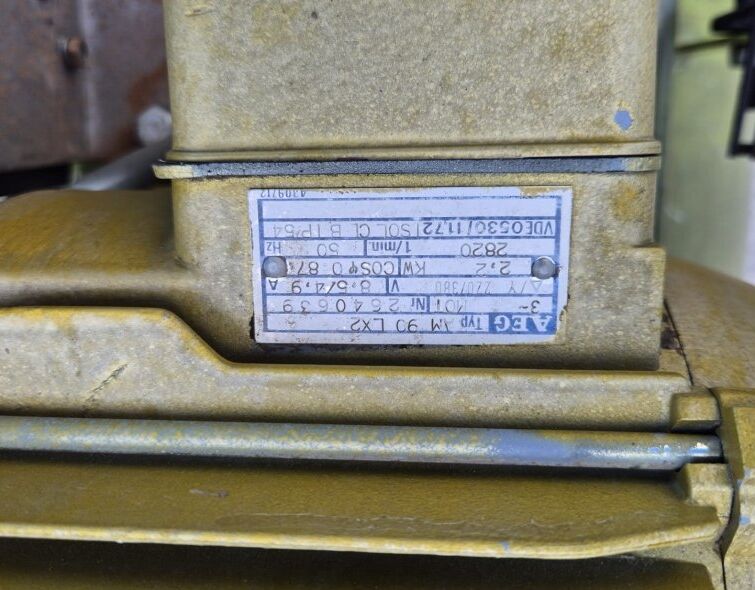 AEG Typ AM 90 LX2
3~ MOT Nr 2640639
△/Y 220/380 V 8.5/4,9 A
2,2 KW COSφ 0 87
2820 1/min 50 Hz
VDE0530/11.72 ISOL Cl B IP54
4309712